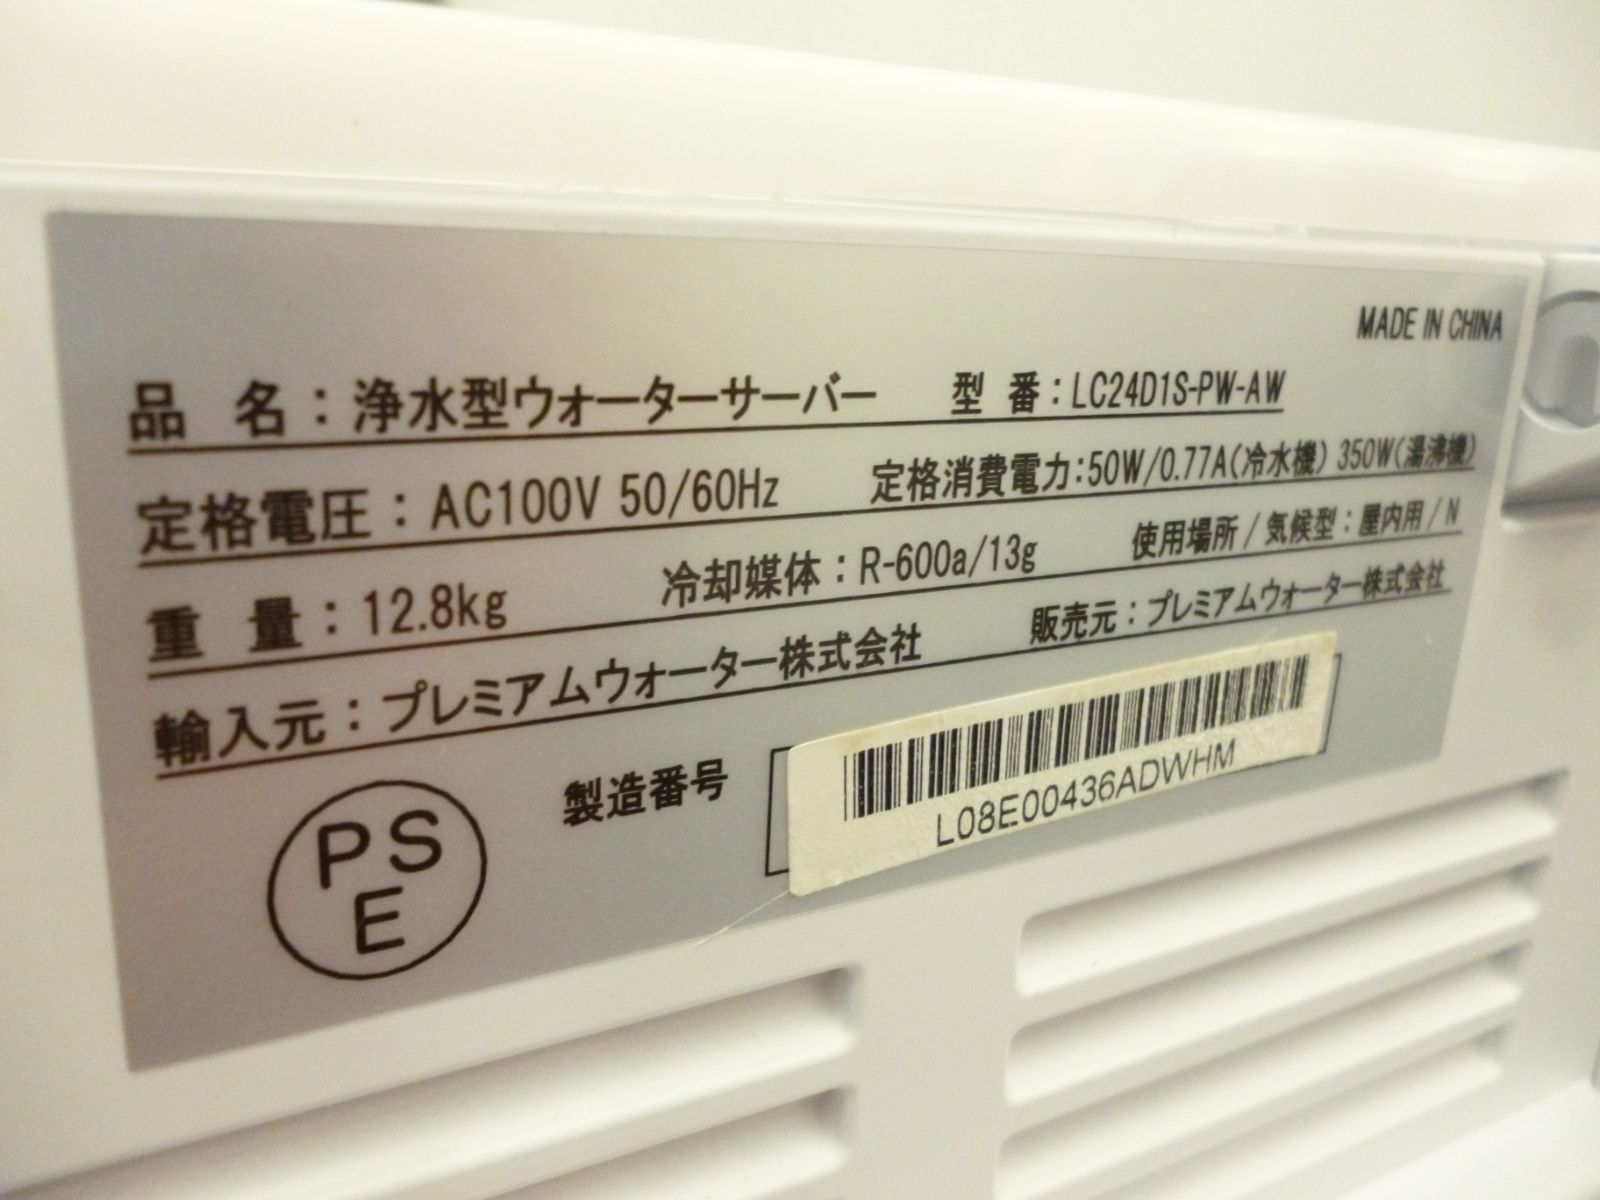 MADE IN CHINA
品 名：浄水型ウォーターサーバー 型 番：LC24D1S-PW-AW
定格電圧：AC100V 50/60Hz 定格消費電力：50W/0.77A(冷水機) 350W(湯沸機)
重 量：12.8kg 冷却媒体：R-600a/13g 使用場所/気候型：屋内用/N
輸入元：プレミアムウォーター株式会社 販売元：プレミアムウォーター株式会社
製造番号
L08E00436ADWHM
PS
E